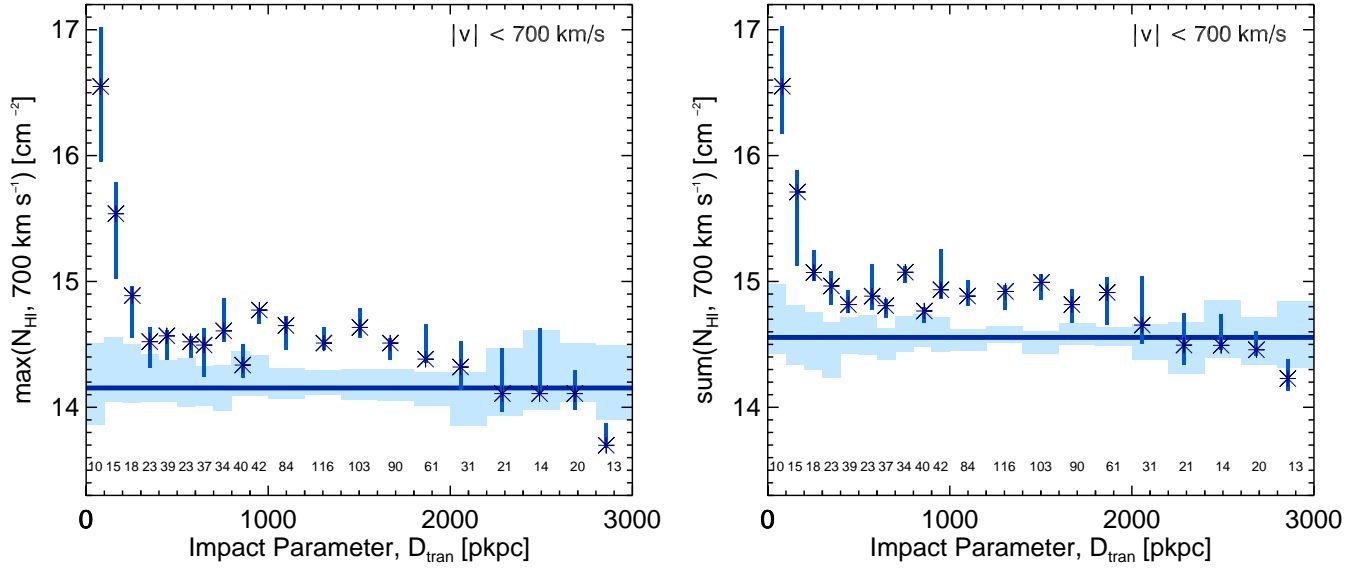 |v| < 700 km/s
max(N_HI, 700 km s⁻¹) [cm⁻²]
17
16
15
14
10 15 18 23 39 23 37 34 40 42 84 116 103 90 61 31 21 14 20 13
0 1000 2000 3000
Impact Parameter, D_tran [pkpc]
|v| < 700 km/s
sum(N_HI, 700 km s⁻¹) [cm⁻²]
17
16
15
14
10 15 18 23 39 23 37 34 40 42 84 116 103 90 61 31 21 14 20 13
0 1000 2000 3000
Impact Parameter, D_tran [pkpc]